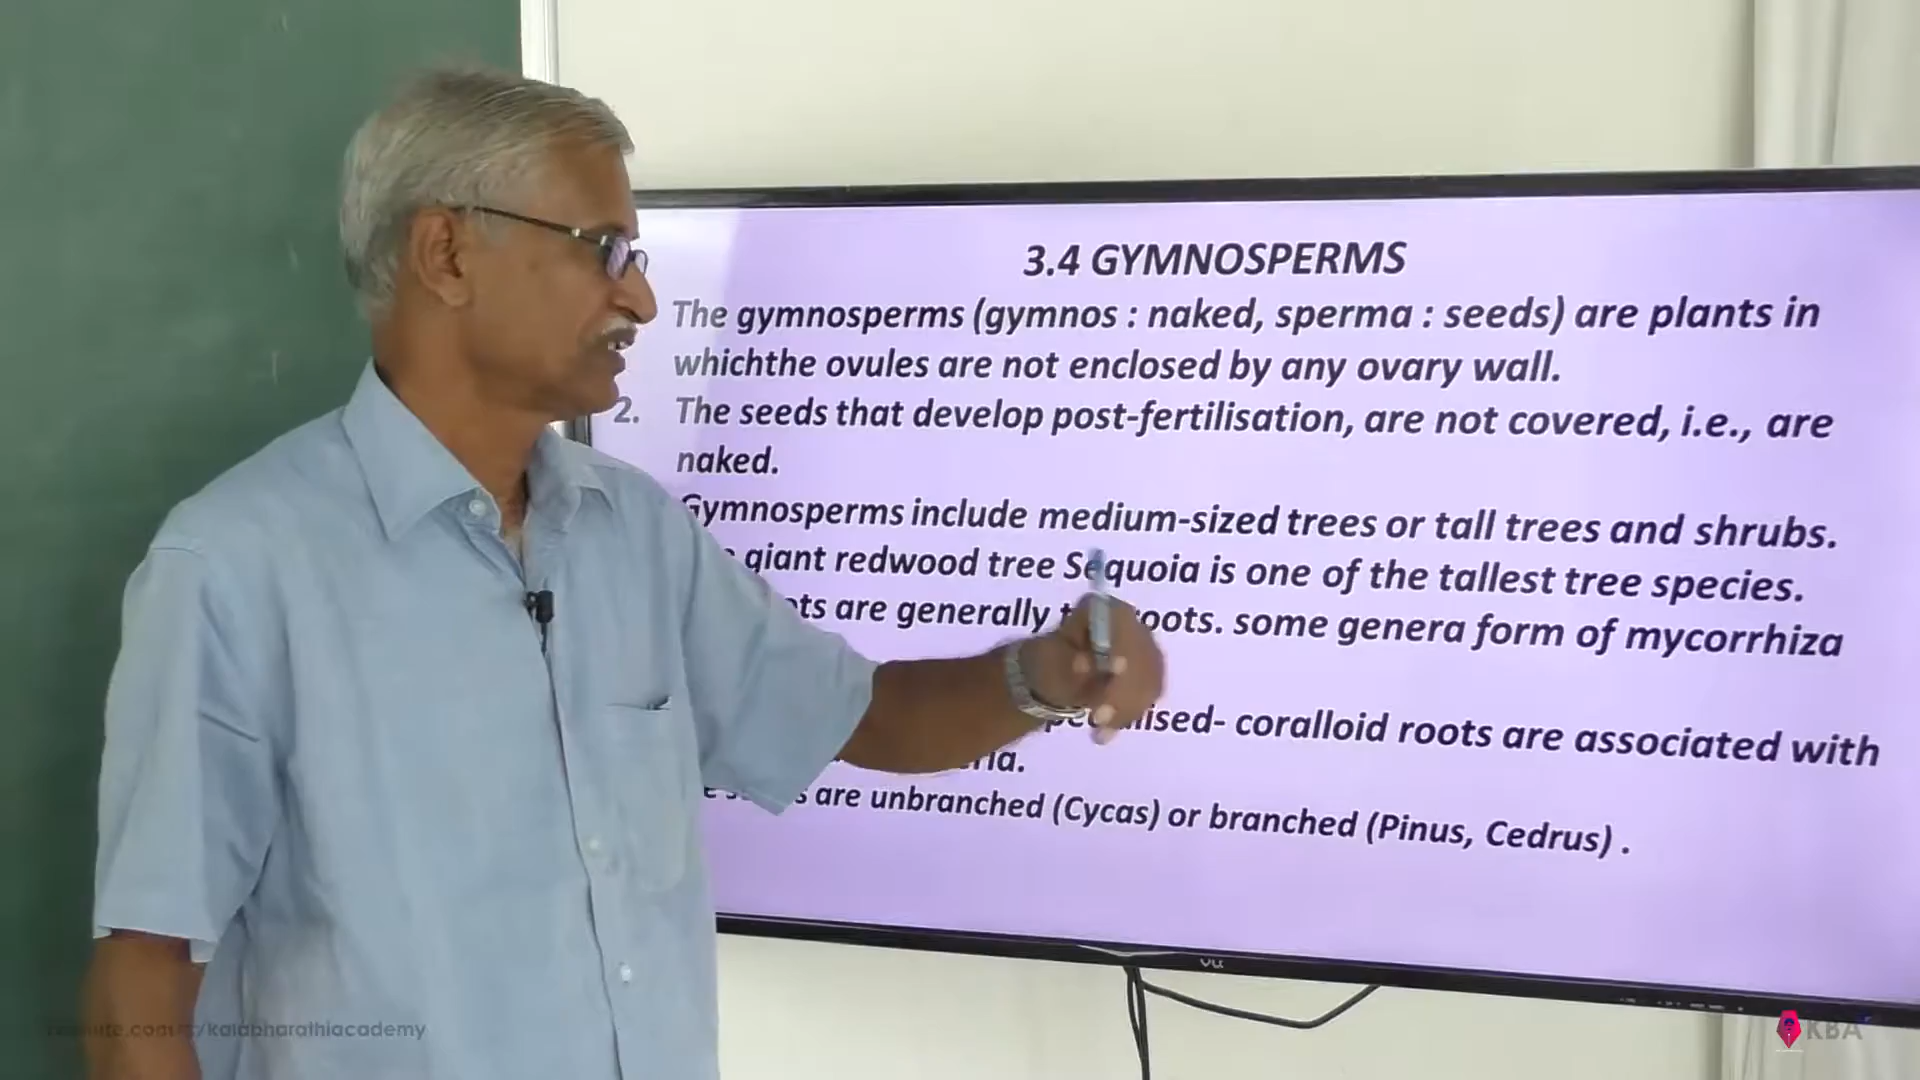 3.4 GYMNOSPERMS
The gymnosperms (gymnos : naked, sperma : seeds) are plants in
whichthe ovules are not enclosed by any ovary wall.
2. The seeds that develop post-fertilisation, are not covered, i.e., are
naked.
Gymnosperms include medium-sized trees or tall trees and shrubs.
giant redwood tree Sequoia is one of the tallest tree species.
are generally roots. some genera form of mycorrhiza
coralloid roots are associated with
are unbranched (Cycas) or branched (Pinus, Cedrus) .
vu
kalabharathiacademy
KBA